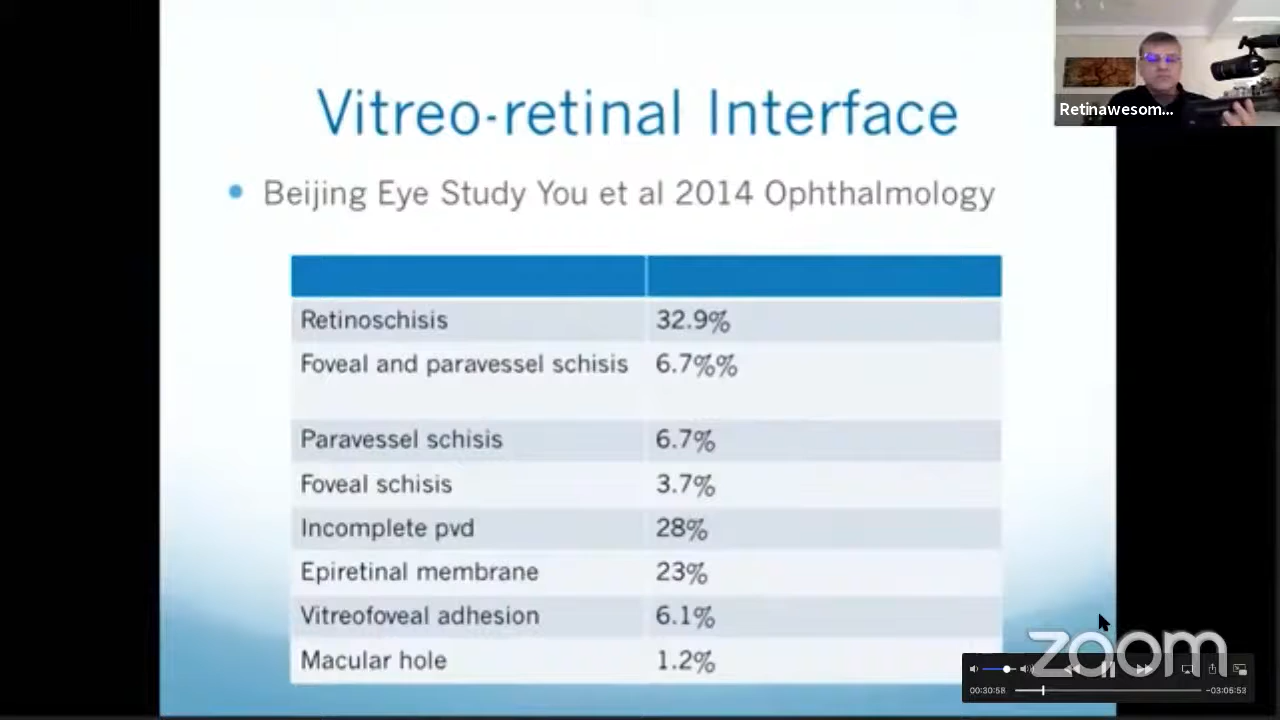 Vitreo-retinal Interface
Retinawesom...
• Beijing Eye Study You et al 2014 Ophthalmology
Retinoschisis 32.9%
Foveal and paravessel schisis 6.7%%
Paravessel schisis 6.7%
Foveal schisis 3.7%
Incomplete pvd 28%
Epiretinal membrane 23%
Vitreofoveal adhesion 6.1%
Macular hole 1.2%
zoom
00:30:58 -03:05:53